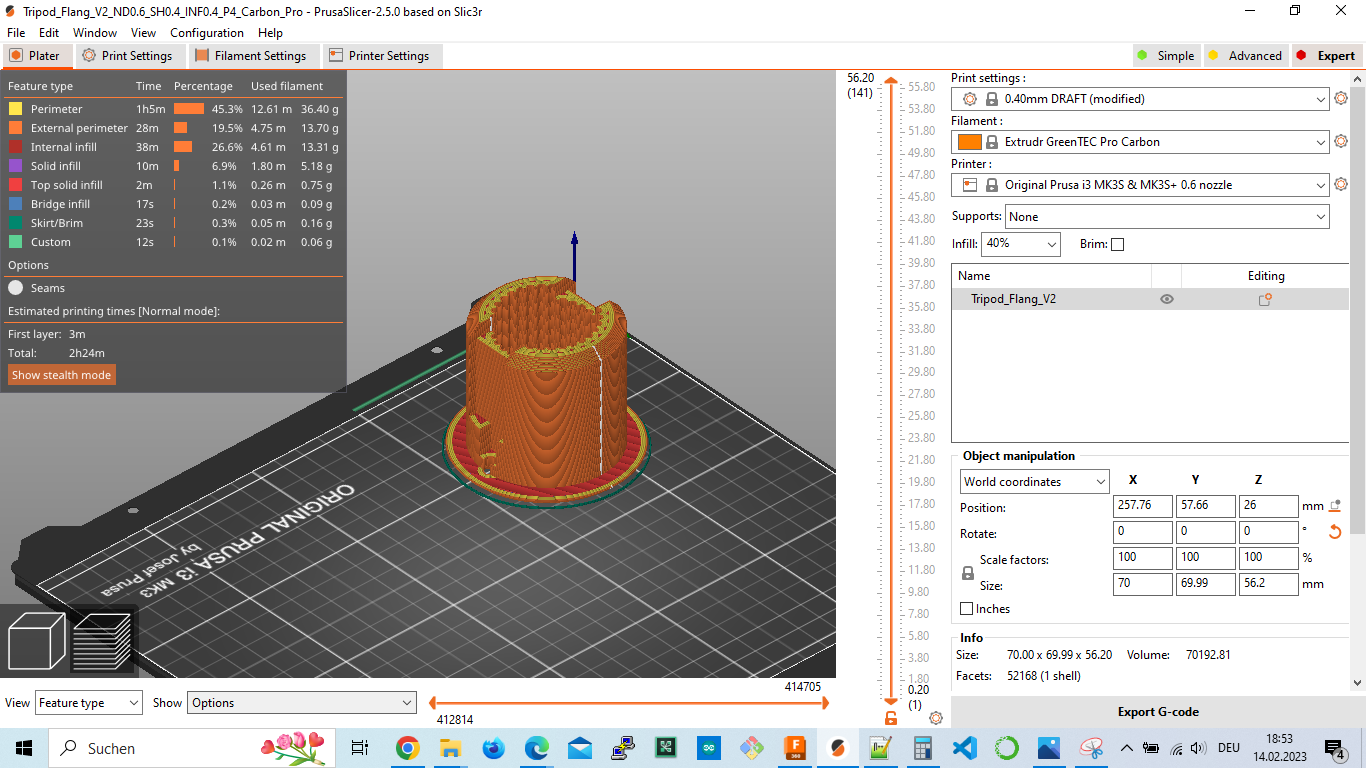 Tripod_Flang_V2_ND0.6_SH0.4_INF0.4_P4_Carbon_Pro - PrusaSlicer-2.5.0 based on Slic3r
File Edit Window View Configuration Help
Plater Print Settings Filament Settings Printer Settings Simple Advanced Expert
Feature type Time Percentage Used filament
Perimeter 1h5m 45.3% 12.61 m 36.40 g
External perimeter 28m 19.5% 4.75 m 13.70 g
Internal infill 38m 26.6% 4.61 m 13.31 g
Solid infill 10m 6.9% 1.80 m 5.18 g
Top solid infill 2m 1.1% 0.26 m 0.75 g
Bridge infill 17s 0.2% 0.03 m 0.09 g
Skirt/Brim 23s 0.3% 0.05 m 0.16 g
Custom 12s 0.1% 0.02 m 0.06 g
Options
Seams
Estimated printing times [Normal mode]:
First layer: 3m
Total: 2h24m
Show stealth mode
ORIGINAL PRUSA i3 MK3
by Josef Prusa
56.20
(141)
55.80
53.80
51.80
49.80
47.80
45.80
43.80
41.80
39.80
37.80
35.80
33.80
31.80
29.80
27.80
25.80
23.80
21.80
19.80
17.80
15.80
13.80
11.80
9.80
7.80
5.80
3.80
1.80
0.20
(1)
Print settings :
0.40mm DRAFT (modified)
Filament :
Extrudr GreenTEC Pro Carbon
Printer :
Original Prusa i3 MK3S & MK3S+ 0.6 nozzle
Supports: None
Infill: 40% Brim:
Name Editing
Tripod_Flang_V2
Object manipulation
World coordinates X Y Z
Position: 257.76 57.66 26 mm
Rotate: 0 0 0 °
Scale factors: 100 100 100 %
Size: 70 69.99 56.2 mm
Inches
Info
Size: 70.00 x 69.99 x 56.20 Volume: 70192.81
Facets: 52168 (1 shell)
Export G-code
View Feature type Show Options
414705
412814
Suchen
DEU
18:53
14.02.2023
4